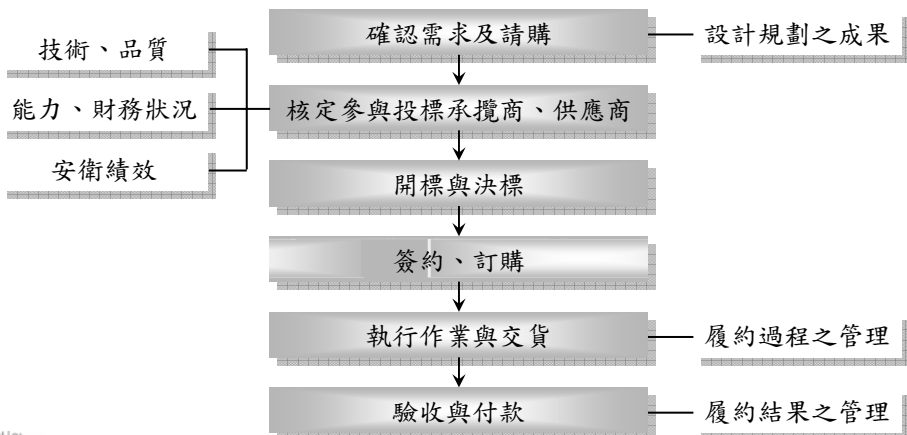 確認需求及請購
設計規劃之成果
技術、品質
能力、財務狀況
核定參與投標承攬商、供應商
安衛績效
開標與決標
簽約、訂購
執行作業與交貨
履約過程之管理
驗收與付款
履約結果之管理